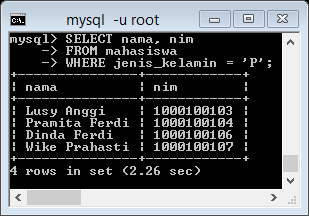 mysql -u root
mysql> SELECT nama, nim
    -> FROM mahasiswa
    -> WHERE jenis_kelamin = 'P';
+---------------+------------+
| nama          | nim        |
+---------------+------------+
| Lusy Anggi    | 1000100103 |
| Pramita Ferdi | 1000100104 |
| Dinda Ferdi   | 1000100106 |
| Wike Prahasti | 1000100107 |
+---------------+------------+
4 rows in set (2.26 sec)